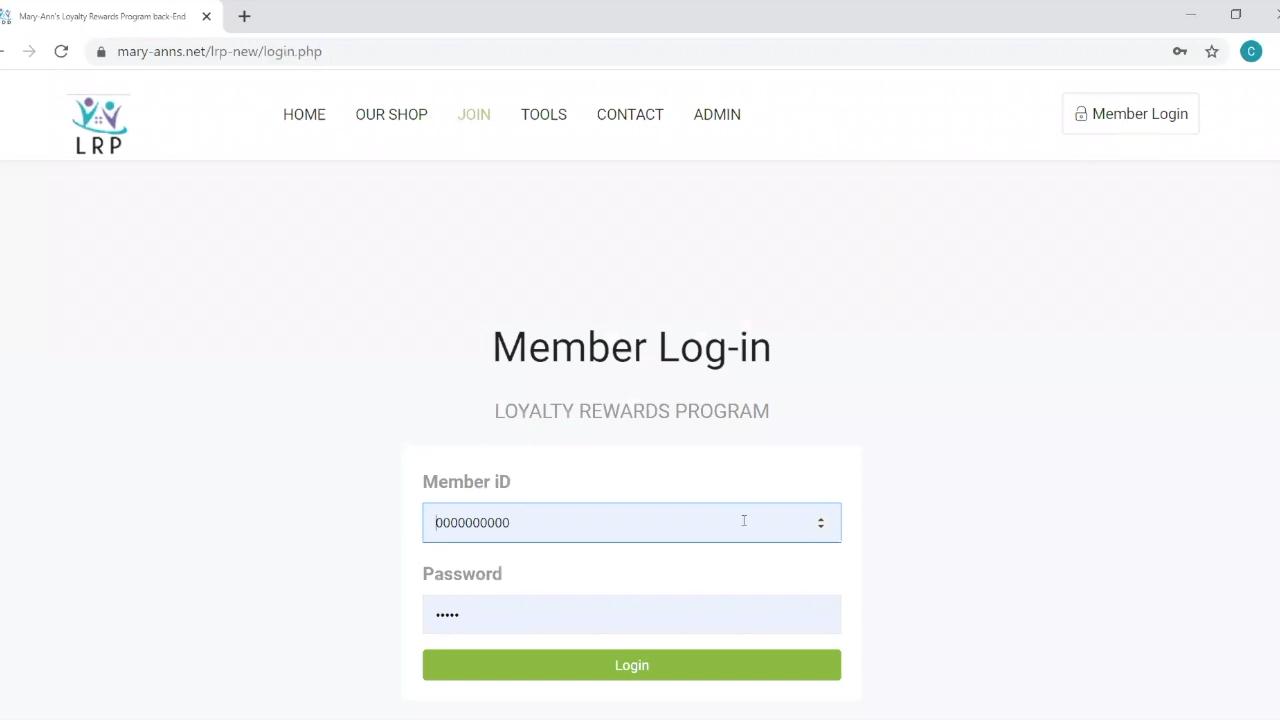 Mary-Ann's Loyalty Rewards Program back-End
mary-anns.net/lrp-new/login.php
C
LRP
HOME OUR SHOP JOIN TOOLS CONTACT ADMIN
Member Login
Member Log-in
LOYALTY REWARDS PROGRAM
Member iD
0000000000
Password
•••••
Login